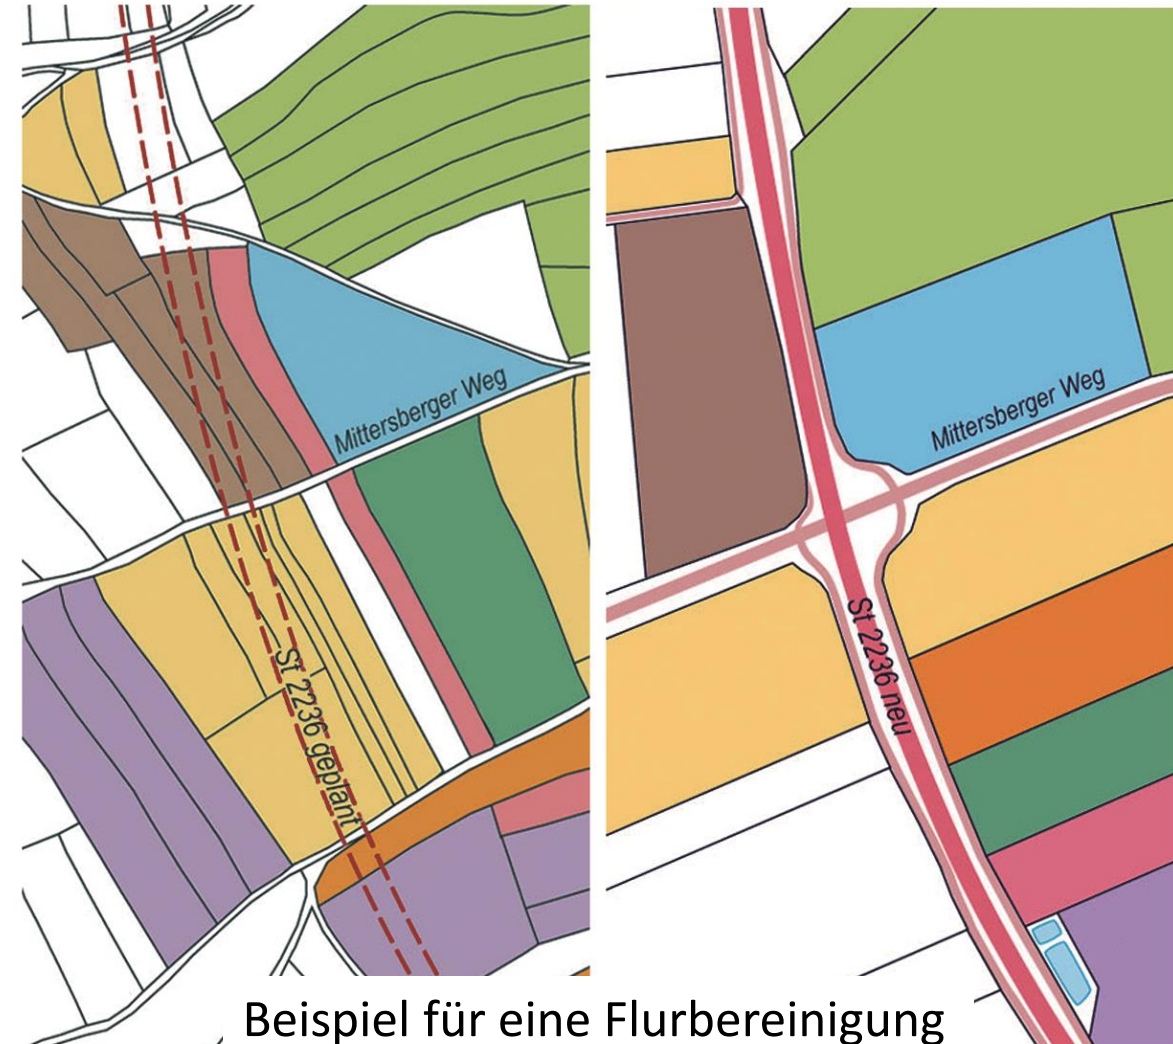 Mittersberger Weg
St 2236 geplant
Mittersberger Weg
St 2236 neu
Beispiel für eine Flurbereinigung